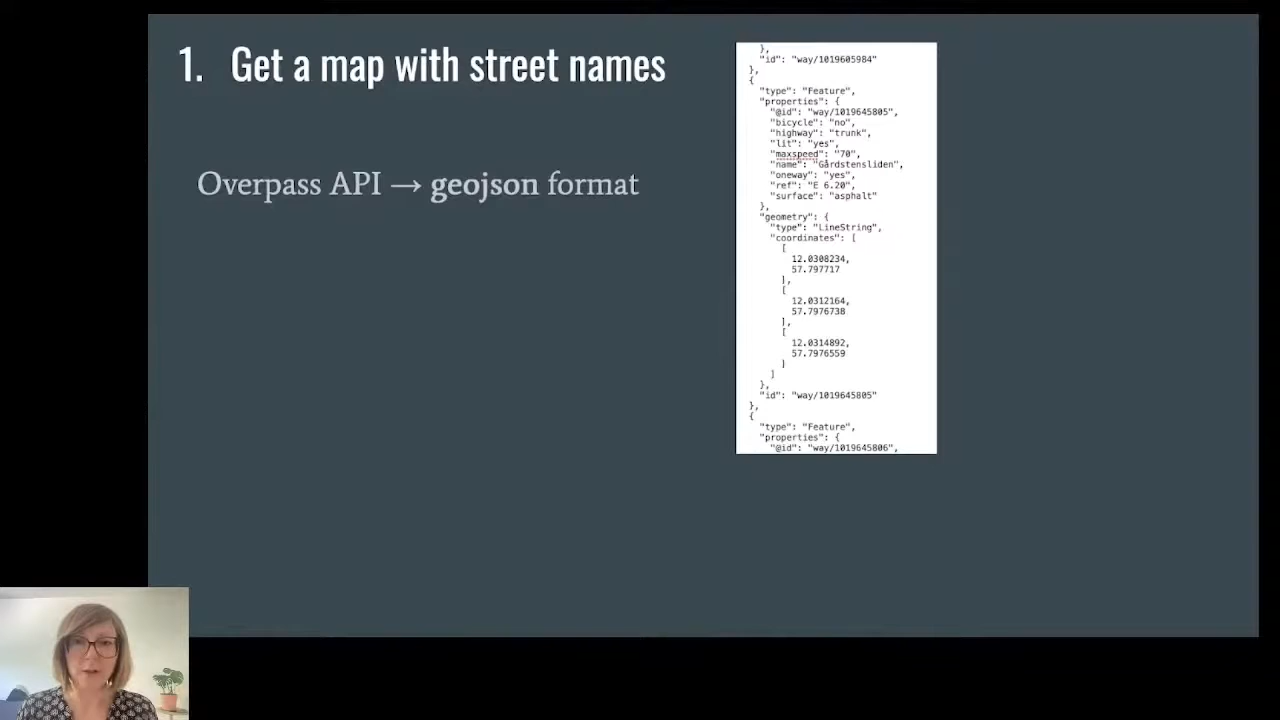 1. Get a map with street names
Overpass API → geojson format
},
"id": "way/1019605984"
},
{
"type": "Feature",
"properties": {
"@id": "way/1019645805",
"bicycle": "no",
"highway": "trunk",
"lit": "yes",
"maxspeed": "70",
"name": "Gårdstensliden",
"oneway": "yes",
"ref": "E 6.20",
"surface": "asphalt"
},
"geometry": {
"type": "LineString",
"coordinates": [
[
12.0308234,
57.797717
],
[
12.0312164,
57.7976738
],
[
12.0314892,
57.7976559
]
]
},
"id": "way/1019645805"
},
{
"type": "Feature",
"properties": {
"@id": "way/1019645806",